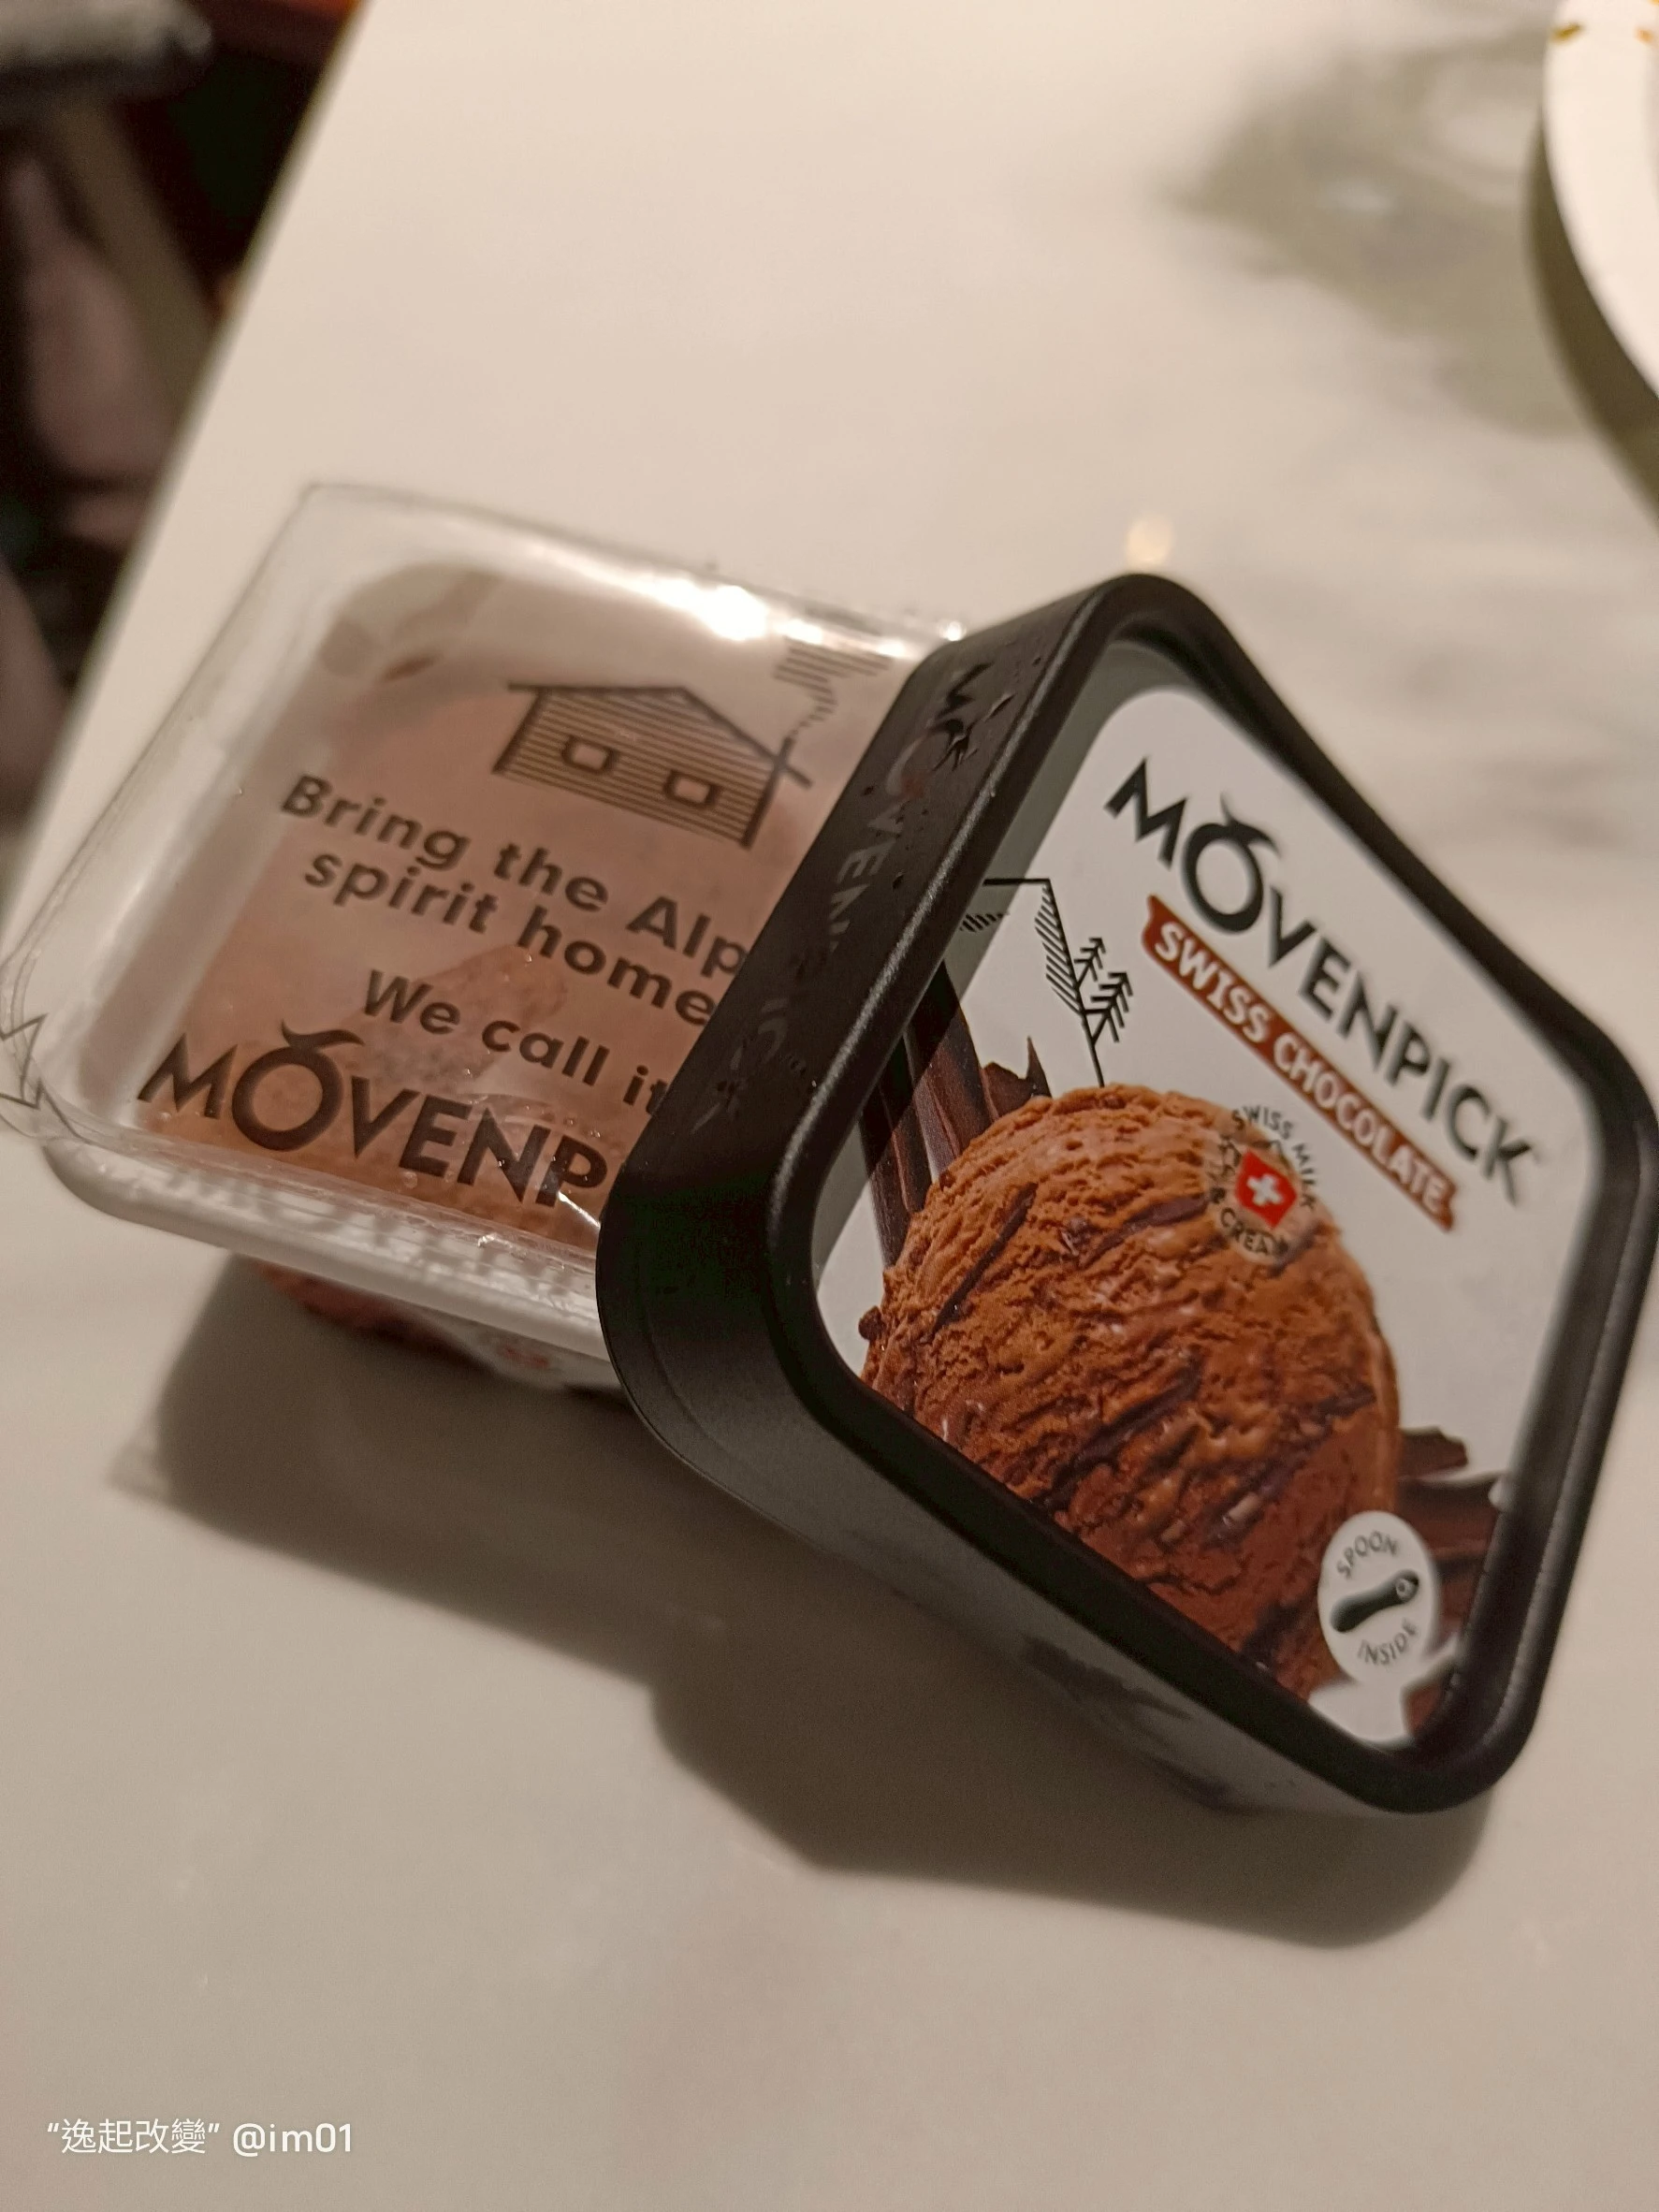 Bring the Alp
spirit home
We call it
MÖVENP
MÖVENPICK
MÖVENPICK
SWISS CHOCOLATE
SWISS MILK
& CREAM
SPOON
INSIDE
“逸起改變” @im01